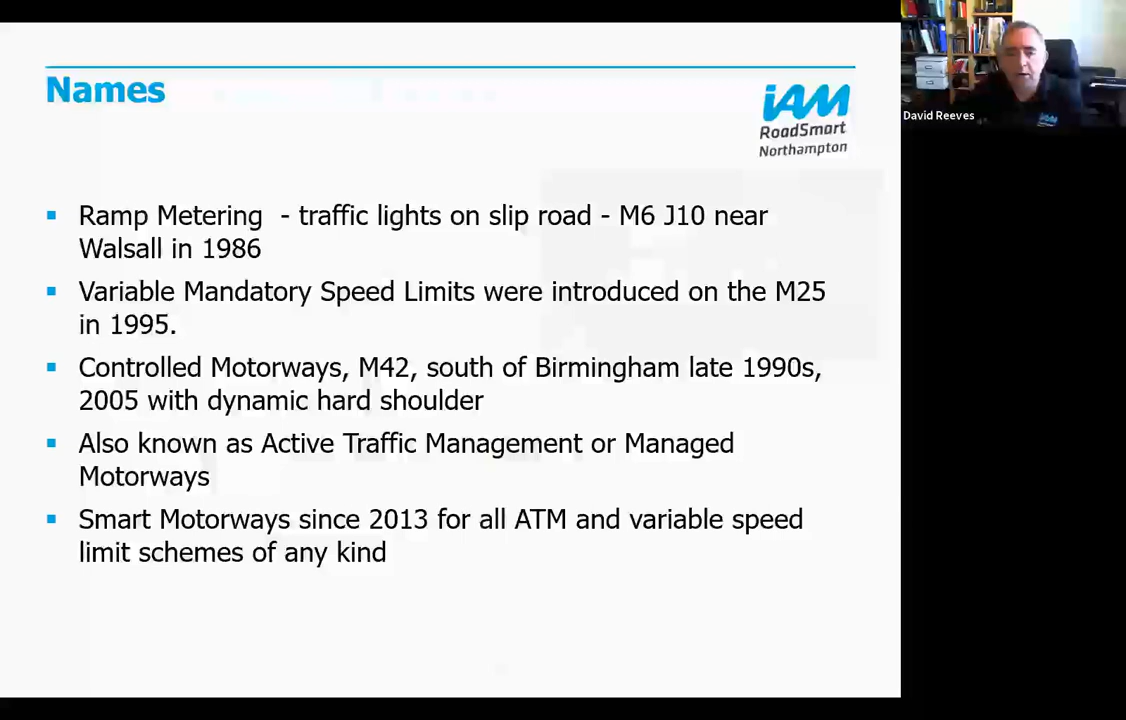 Names
iAM
RoadSmart
Northampton
David Reeves
▪ Ramp Metering - traffic lights on slip road - M6 J10 near
Walsall in 1986
▪ Variable Mandatory Speed Limits were introduced on the M25
in 1995.
▪ Controlled Motorways, M42, south of Birmingham late 1990s,
2005 with dynamic hard shoulder
▪ Also known as Active Traffic Management or Managed
Motorways
▪ Smart Motorways since 2013 for all ATM and variable speed
limit schemes of any kind